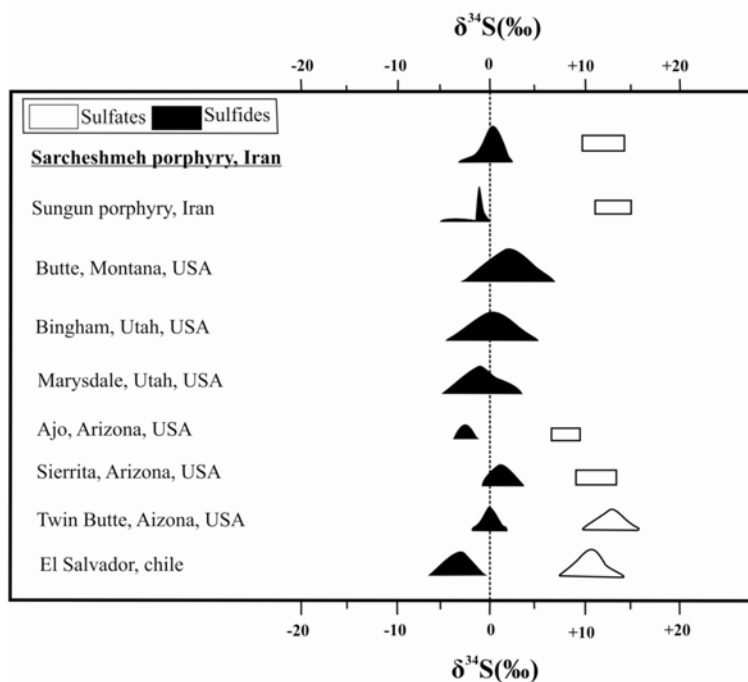 δ³⁴S(‰)
-20 -10 0 +10 +20
Sulfates Sulfides
Sarcheshmeh porphyry, Iran
Sungun porphyry, Iran
Butte, Montana, USA
Bingham, Utah, USA
Marysdale, Utah, USA
Ajo, Arizona, USA
Sierrita, Arizona, USA
Twin Butte, Aizona, USA
El Salvador, chile
-20 -10 0 +10 +20
δ³⁴S(‰)